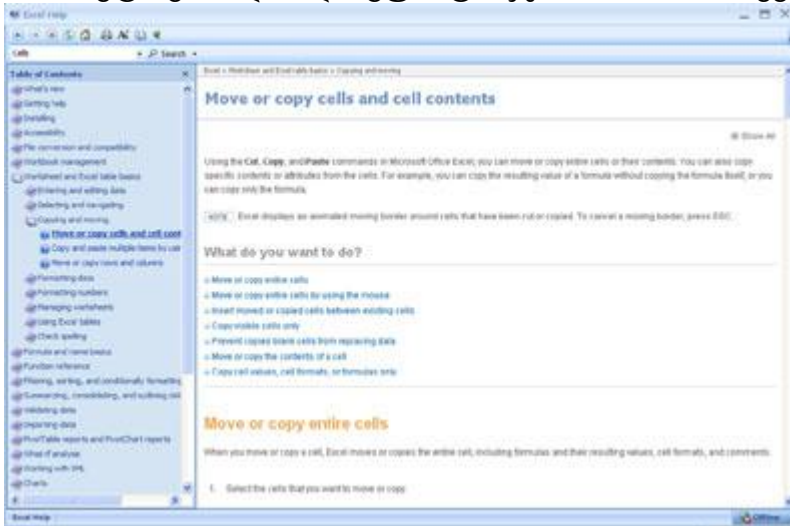 Excel Help
Cells
Search
Table of Contents
What's new
Getting help
Installing
Accessibility
File conversion and compatibility
Workbook management
Worksheet and Excel table basics
Entering and editing data
Selecting and navigating
Copying and moving
Move or copy cells and cell cont
Copy and paste multiple items by usin
Move or copy rows and columns
Formatting data
Formatting numbers
Managing worksheets
Using Excel tables
Check spelling
Formula and name basics
Function reference
Filtering, sorting, and conditionally formatting
Summarizing, consolidating, and outlining dat
Validating data
Importing data
PivotTable reports and PivotChart reports
What-if analysis
Working with XML
Charts
Excel > Worksheet and Excel table basics > Copying and moving
Move or copy cells and cell contents
Show All
Using the Cut, Copy, and Paste commands in Microsoft Office Excel, you can move or copy entire cells or their contents. You can also copy
specific contents or attributes from the cells. For example, you can copy the resulting value of a formula without copying the formula itself, or you
can copy only the formula.
NOTE Excel displays an animated moving border around cells that have been cut or copied. To cancel a moving border, press ESC.
What do you want to do?
Move or copy entire cells
Move or copy entire cells by using the mouse
Insert moved or copied cells between existing cells
Copy visible cells only
Prevent copied blank cells from replacing data
Move or copy the contents of a cell
Copy cell values, cell formats, or formulas only
Move or copy entire cells
When you move or copy a cell, Excel moves or copies the entire cell, including formulas and their resulting values, cell formats, and comments.
1. Select the cells that you want to move or copy.
Excel Help
Offline